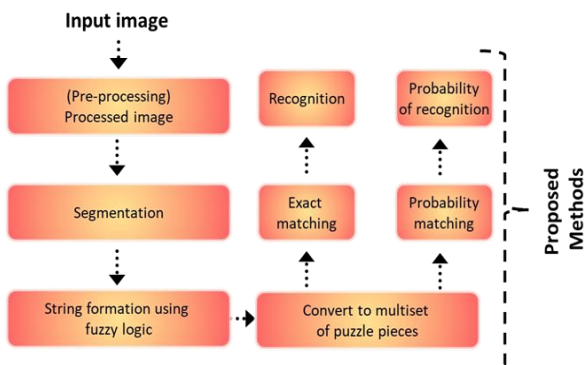 Input image
(Pre-processing)
Processed image
Segmentation
String formation using
fuzzy logic
Convert to multiset
of puzzle pieces
Exact
matching
Recognition
Probability
matching
Probability
of recognition
Proposed
Methods